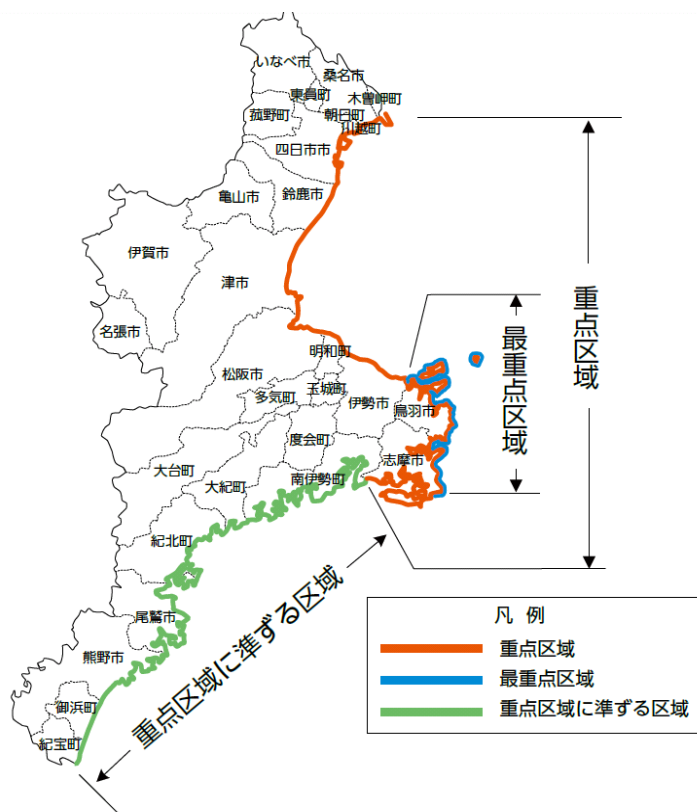 いなべ市
桑名市
東員町
木曽岬町
菰野町
朝日町
川越町
四日市市
亀山市
鈴鹿市
伊賀市
津市
名張市
明和町
松阪市
玉城町
多気町
伊勢市
鳥羽市
度会町
志摩市
大台町
大紀町
南伊勢町
紀北町
尾鷲市
熊野市
御浜町
紀宝町
重点区域
最重点区域
重点区域に準ずる区域
凡 例
重点区域
最重点区域
重点区域に準ずる区域